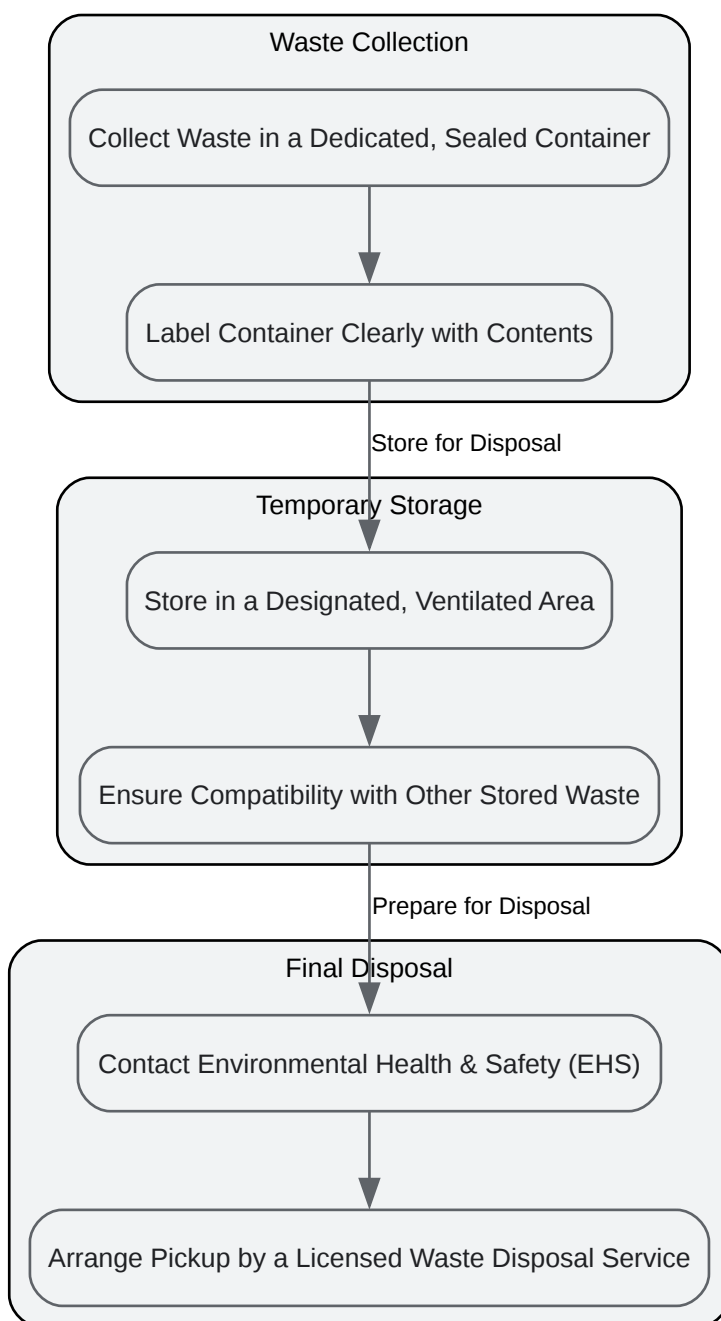 Waste Collection
Collect Waste in a Dedicated, Sealed Container
Label Container Clearly with Contents
Store for Disposal
Temporary Storage
Store in a Designated, Ventilated Area
Ensure Compatibility with Other Stored Waste
Prepare for Disposal
Final Disposal
Contact Environmental Health & Safety (EHS)
Arrange Pickup by a Licensed Waste Disposal Service